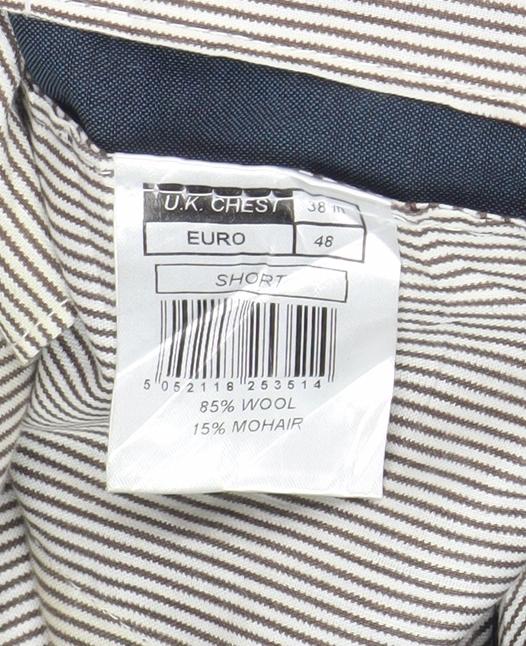 U.K. CHEST 38 IN
EURO 48
SHORT
5 052118 253514
85% WOOL
15% MOHAIR